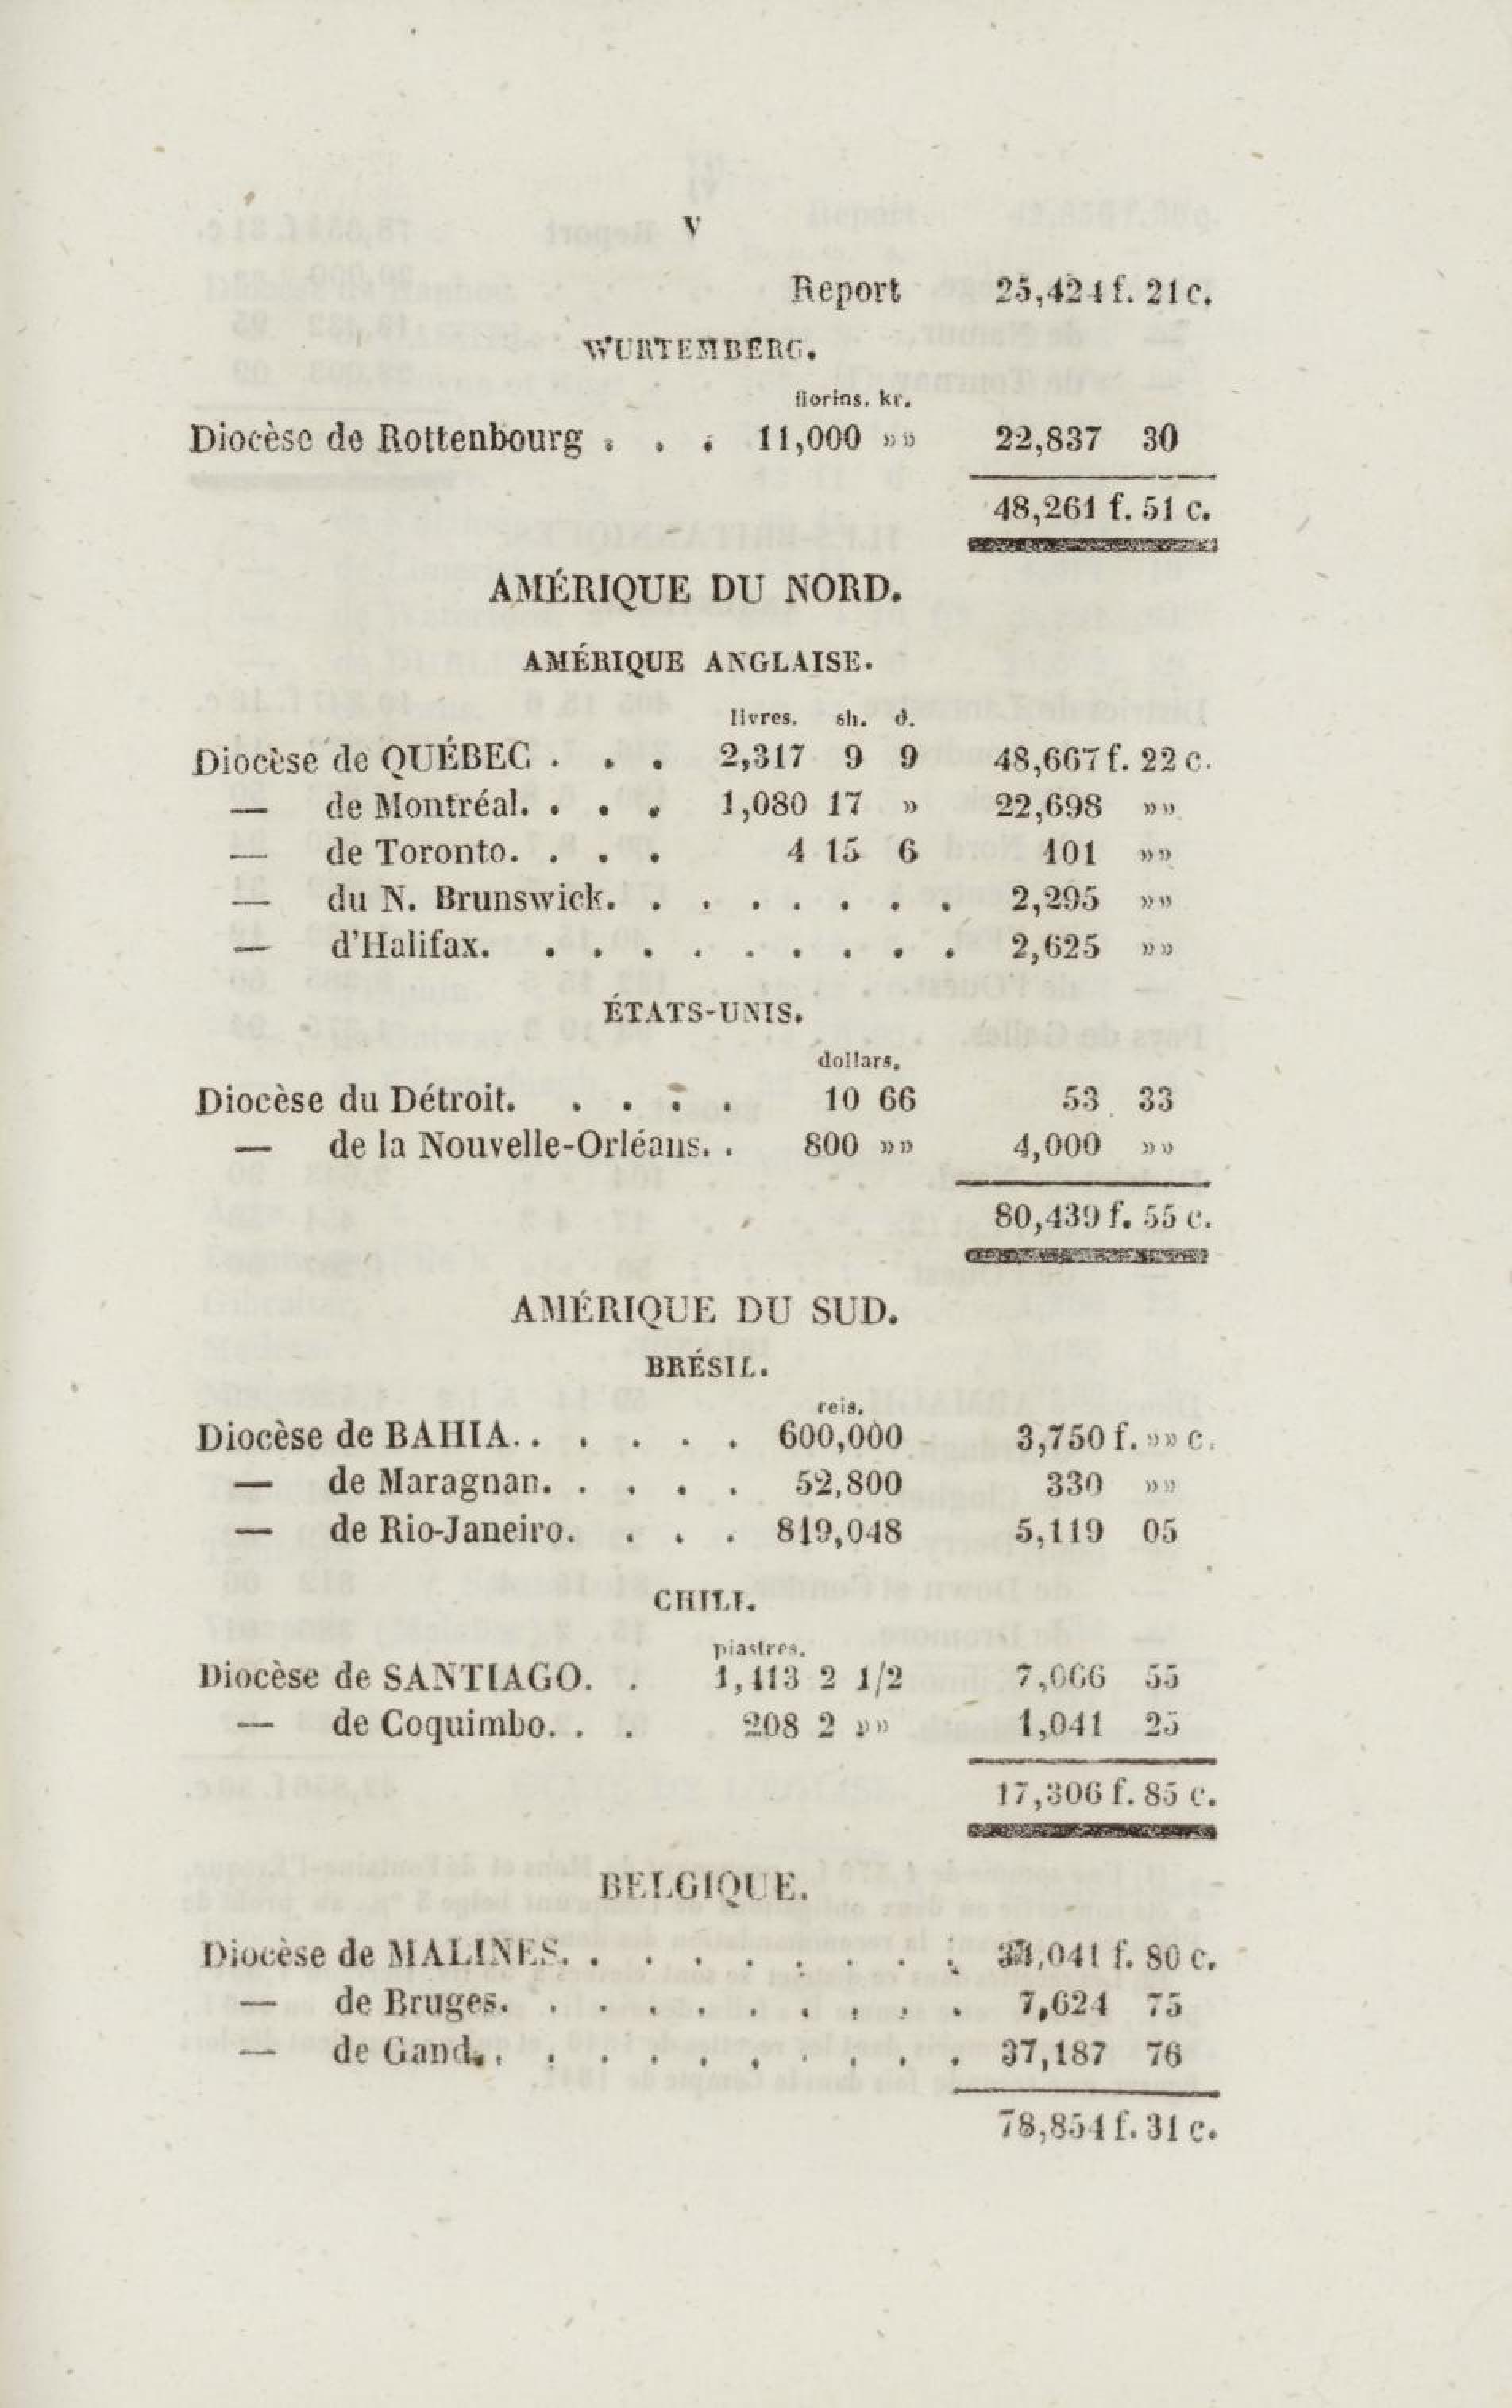 V
Report 25,424 f. 21 c.
WURTEMBERG.
florins. kr.
Diocèse de Rottenbourg . . . 11,000 »» 22,837 30
48,261 f. 51 c.
AMÉRIQUE DU NORD.
AMÉRIQUE ANGLAISE.
livres. sh. d.
Diocèse de QUÉBEC . . . 2,317 9 9 48,667 f. 22 c.
— de Montréal. . . . 1,080 17 » 22,698 »»
— de Toronto. . . . 4 15 6 101 »»
— du N. Brunswick. . . . . . . . 2,295 »»
— d'Halifax. . . . . . . . . . 2,625 »»
ÉTATS-UNIS.
dollars.
Diocèse du Détroit. . . . . 10 66 53 33
— de la Nouvelle-Orléans. . 800 »» 4,000 »»
80,439 f. 55 c.
AMÉRIQUE DU SUD.
BRÉSIL.
reis.
Diocèse de BAHIA. . . . . . 600,000 3,750 f. »» c.
— de Maragnan. . . . . 52,800 330 »»
— de Rio-Janeiro. . . . 819,048 5,119 05
CHILI.
piastres.
Diocèse de SANTIAGO. . 1,413 2 1/2 7,066 55
— de Coquimbo. . . 208 2 »» 1,041 25
17,306 f. 85 c.
BELGIQUE.
Diocèse de MALINES. . . . . . . . . 34,041 f. 80 c.
— de Bruges. . . . . . . . . . 7,624 75
— de Gand. . . . . . . . . . . 37,187 76
78,854 f. 31 c.